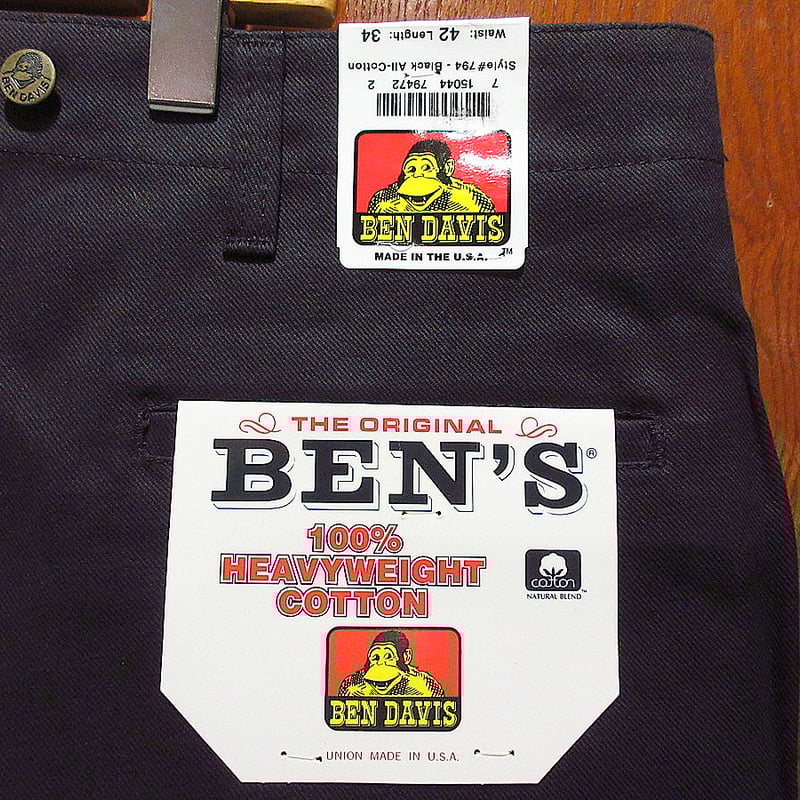 BEN DAVIS
Waist: 42 Length: 34
Style#794 - Black All-Cotton
7 15044 79472 2
BEN DAVIS
MADE IN THE U.S.A. ™
THE ORIGINAL
BEN'S®
100%
HEAVYWEIGHT
COTTON
cotton
NATURAL BLEND™
BEN DAVIS
UNION MADE IN U.S.A.